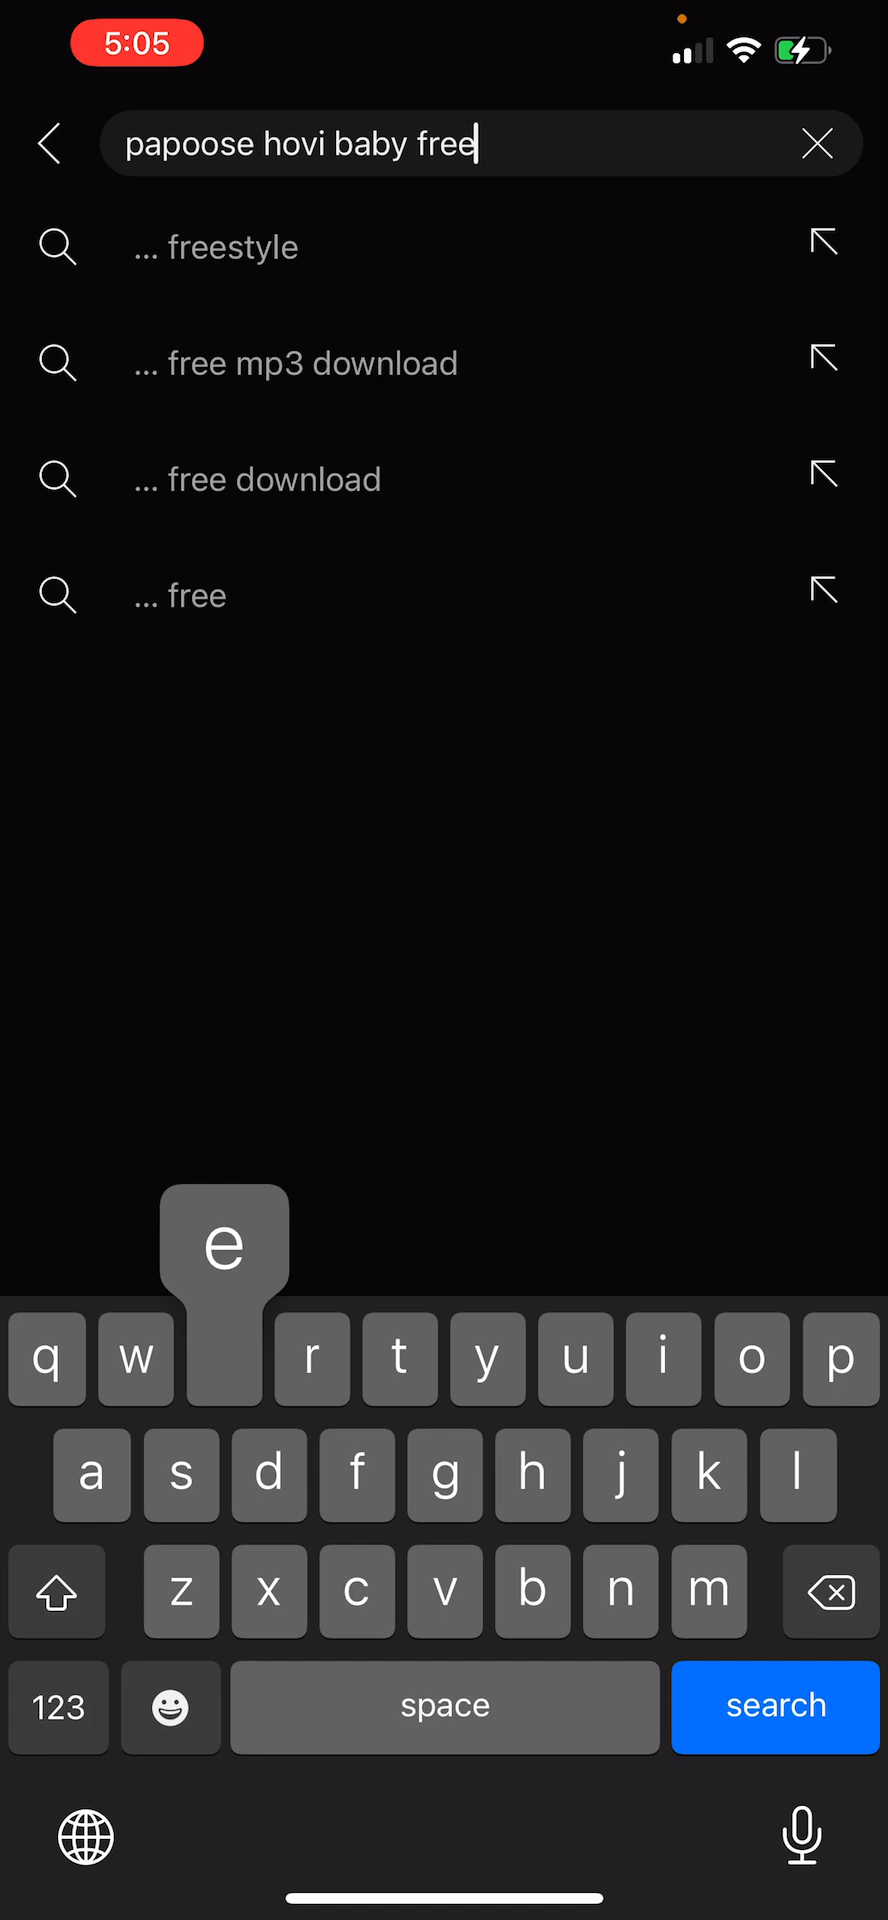 5:05
papoose hovi baby free
... freestyle
... free mp3 download
... free download
... free
e
q w r t y u i o p
a s d f g h j k l
z x c v b n m
123 space search